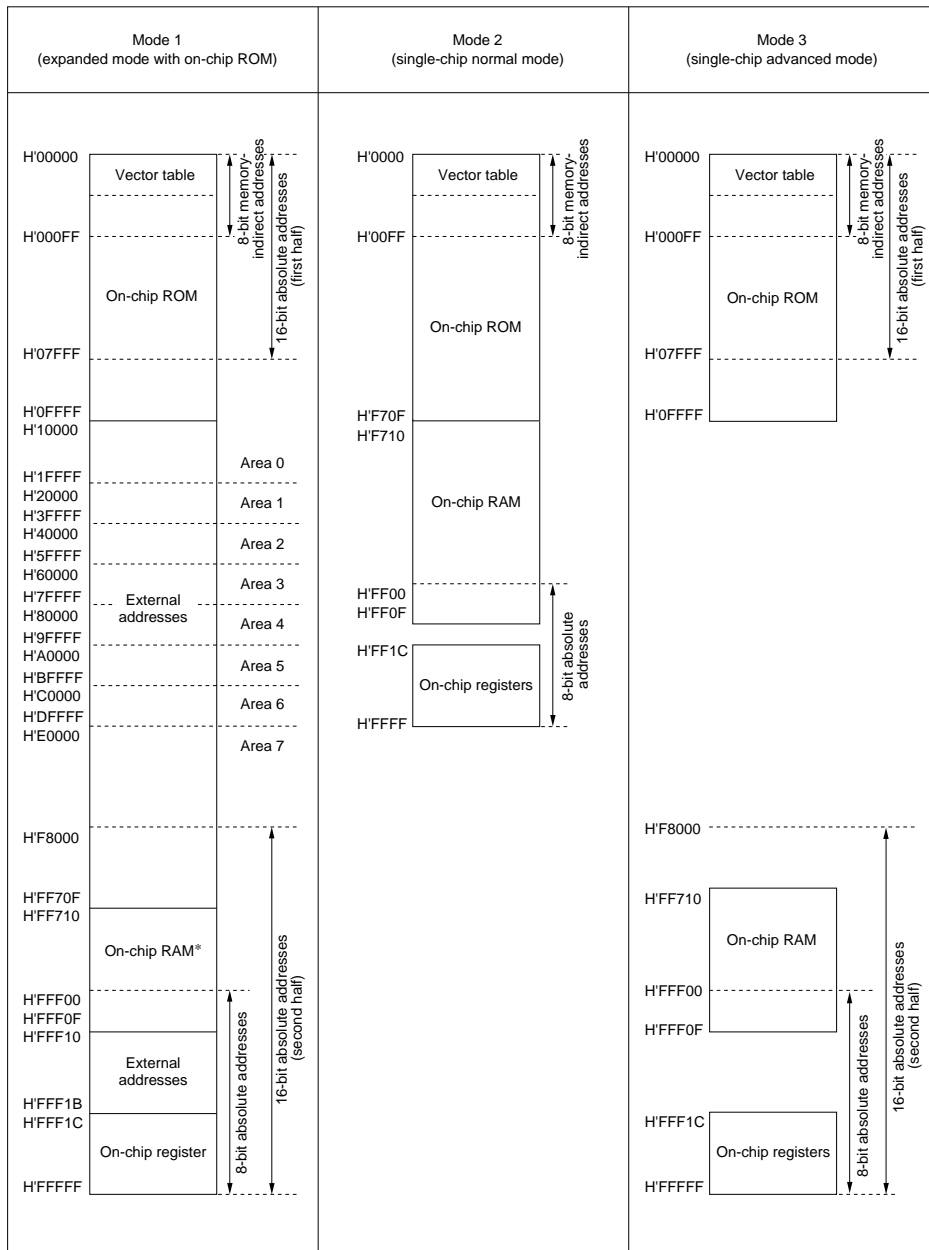 Mode 1
(expanded mode with on-chip ROM)
H'00000
Vector table
H'000FF
On-chip ROM
H'07FFF
H'0FFFF
H'10000
Area 0
H'1FFFF
H'20000
Area 1
H'3FFFF
H'40000
Area 2
H'5FFFF
H'60000
Area 3
H'7FFFF
External
addresses
H'80000
Area 4
H'9FFFF
H'A0000
Area 5
H'BFFFF
H'C0000
Area 6
H'DFFFF
H'E0000
Area 7
H'F8000
H'FF70F
H'FF710
On-chip RAM*
H'FFF00
H'FFF0F
H'FFF10
External
addresses
H'FFF1B
H'FFF1C
On-chip register
H'FFFFF
8-bit memory-
indirect addresses
16-bit absolute addresses
(first half)
8-bit absolute addresses
16-bit absolute addresses
(second half)
Mode 2
(single-chip normal mode)
H'0000
Vector table
H'00FF
On-chip ROM
H'F70F
H'F710
On-chip RAM
H'FF00
H'FF0F
H'FF1C
On-chip registers
H'FFFF
8-bit memory-
indirect addresses
8-bit absolute
addresses
Mode 3
(single-chip advanced mode)
H'00000
Vector table
H'000FF
On-chip ROM
H'07FFF
H'0FFFF
H'F8000
H'FF710
On-chip RAM
H'FFF00
H'FFF0F
H'FFF1C
On-chip registers
H'FFFFF
8-bit memory-
indirect addresses
16-bit absolute addresses
(first half)
8-bit absolute addresses
16-bit absolute addresses
(second half)